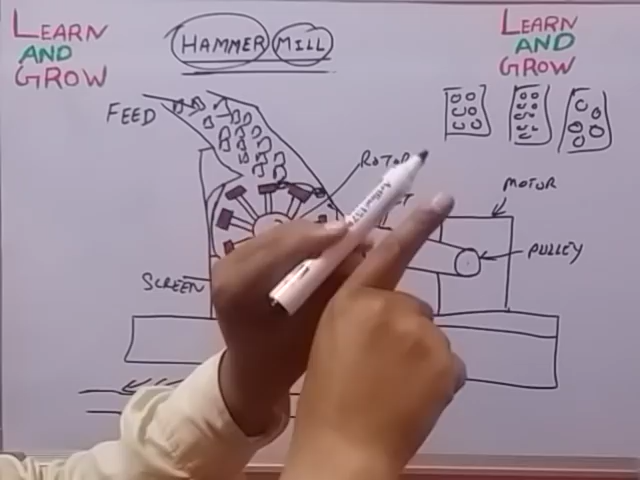 LEARN
AND
GROW
HAMMER MILL
LEARN
AND
GROW
FEED
ROTOR
MOTOR
PULLEY
SCREEN